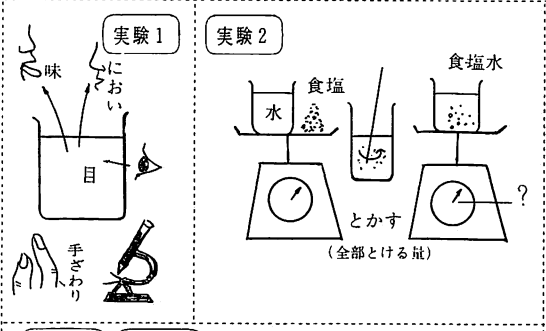 実験1
味
におい
目
手ざわり
実験2
水
食塩
食塩水
?
とかす
(全部とける量)